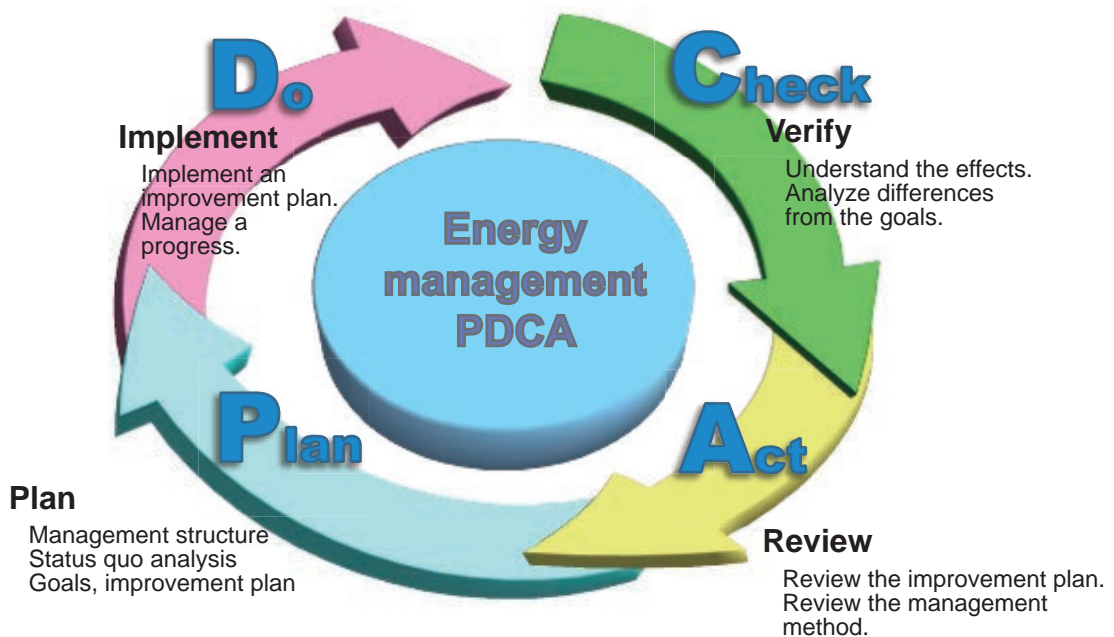 Do
Implement
Implement an
improvement plan.
Manage a
progress.
Check
Verify
Understand the effects.
Analyze differences
from the goals.
Energy
management
PDCA
Plan
Plan
Management structure
Status quo analysis
Goals, improvement plan
Act
Review
Review the improvement plan.
Review the management
method.